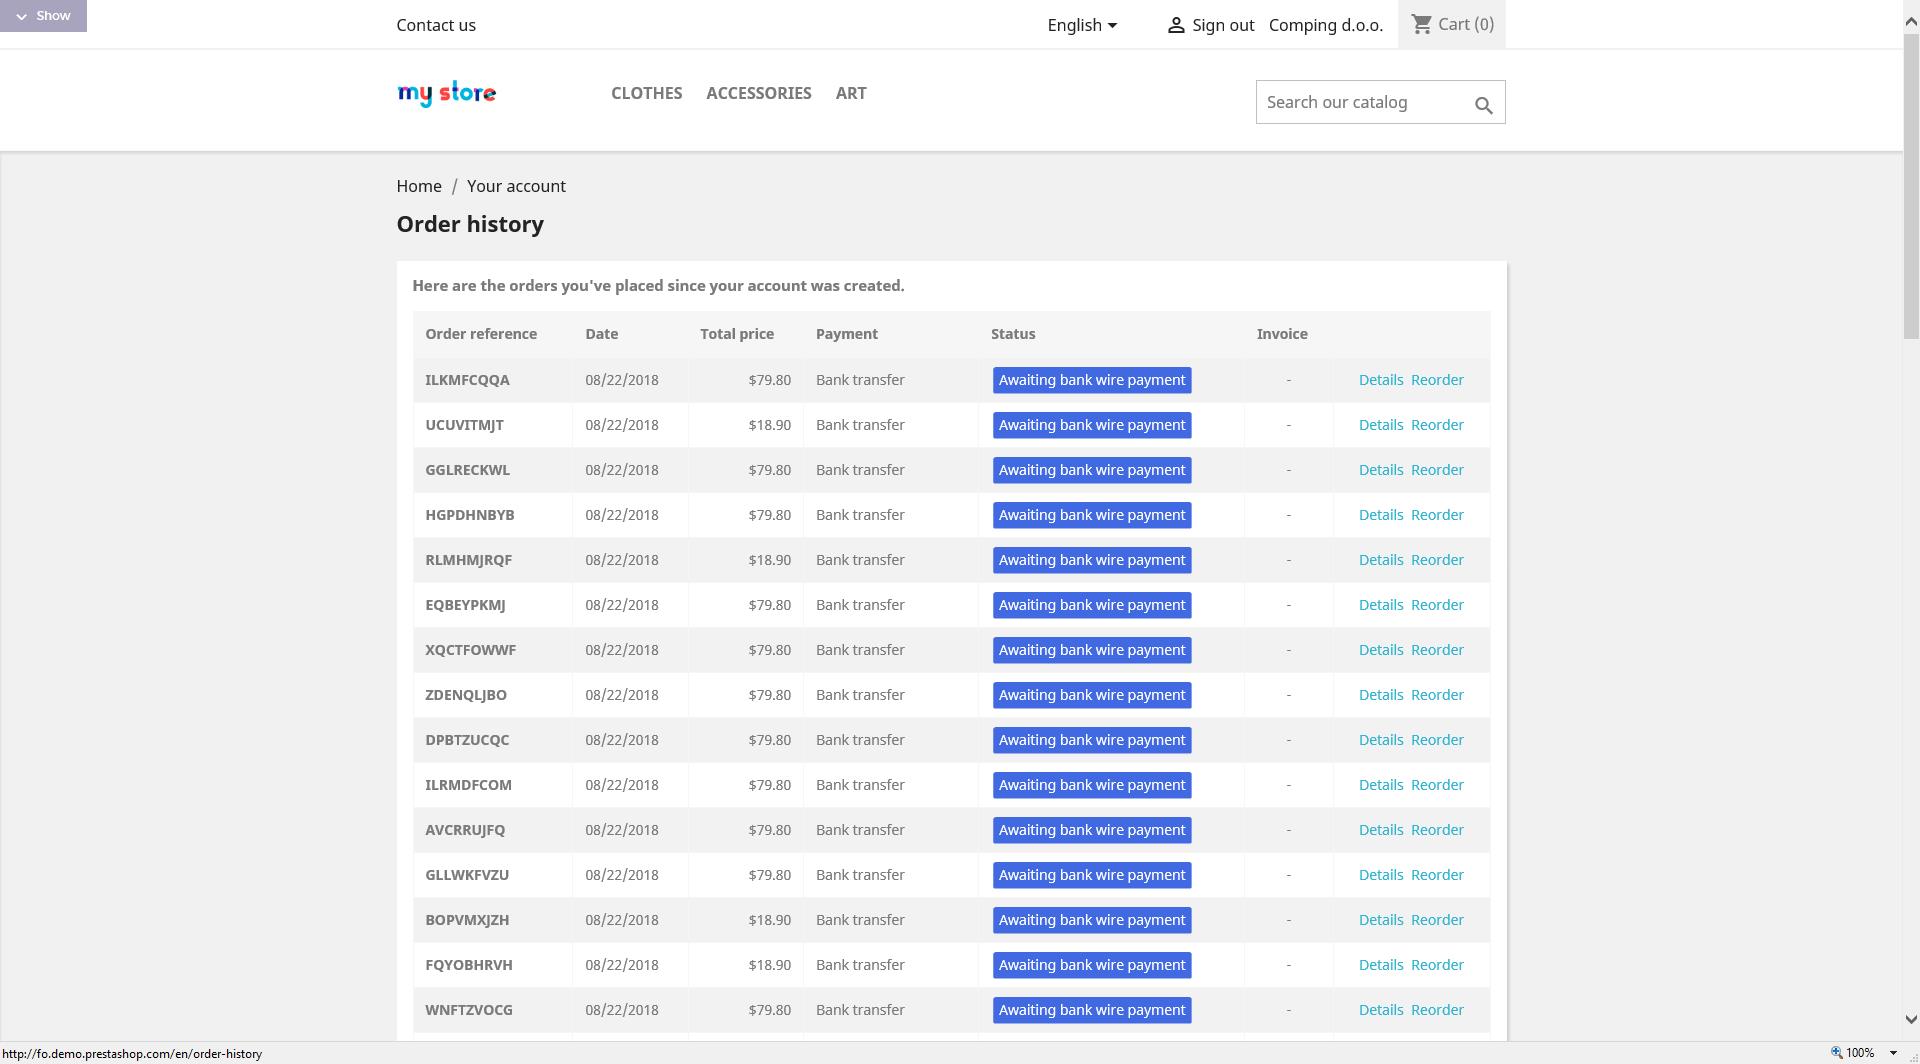 Show
Contact us
English
Sign out
Comping d.o.o.
Cart (0)
my store
CLOTHES
ACCESSORIES
ART
Search our catalog
Home / Your account
Order history
Here are the orders you've placed since your account was created.
Order reference Date Total price Payment Status Invoice
ILKMFCQQA 08/22/2018 $79.80 Bank transfer Awaiting bank wire payment - Details Reorder
UCUVITMJT 08/22/2018 $18.90 Bank transfer Awaiting bank wire payment - Details Reorder
GGLRECKWL 08/22/2018 $79.80 Bank transfer Awaiting bank wire payment - Details Reorder
HGPDHNBYB 08/22/2018 $79.80 Bank transfer Awaiting bank wire payment - Details Reorder
RLMHMJRQF 08/22/2018 $18.90 Bank transfer Awaiting bank wire payment - Details Reorder
EQBEYPKMJ 08/22/2018 $79.80 Bank transfer Awaiting bank wire payment - Details Reorder
XQCTFOWWF 08/22/2018 $79.80 Bank transfer Awaiting bank wire payment - Details Reorder
ZDENQLJBO 08/22/2018 $79.80 Bank transfer Awaiting bank wire payment - Details Reorder
DPBTZUCQC 08/22/2018 $79.80 Bank transfer Awaiting bank wire payment - Details Reorder
ILRMDFCOM 08/22/2018 $79.80 Bank transfer Awaiting bank wire payment - Details Reorder
AVCRRUJFQ 08/22/2018 $79.80 Bank transfer Awaiting bank wire payment - Details Reorder
GLLWKFVZU 08/22/2018 $79.80 Bank transfer Awaiting bank wire payment - Details Reorder
BOPVMXJZH 08/22/2018 $18.90 Bank transfer Awaiting bank wire payment - Details Reorder
FQYOBHRVH 08/22/2018 $18.90 Bank transfer Awaiting bank wire payment - Details Reorder
WNFTZVOCG 08/22/2018 $79.80 Bank transfer Awaiting bank wire payment - Details Reorder
http://fo.demo.prestashop.com/en/order-history
100%